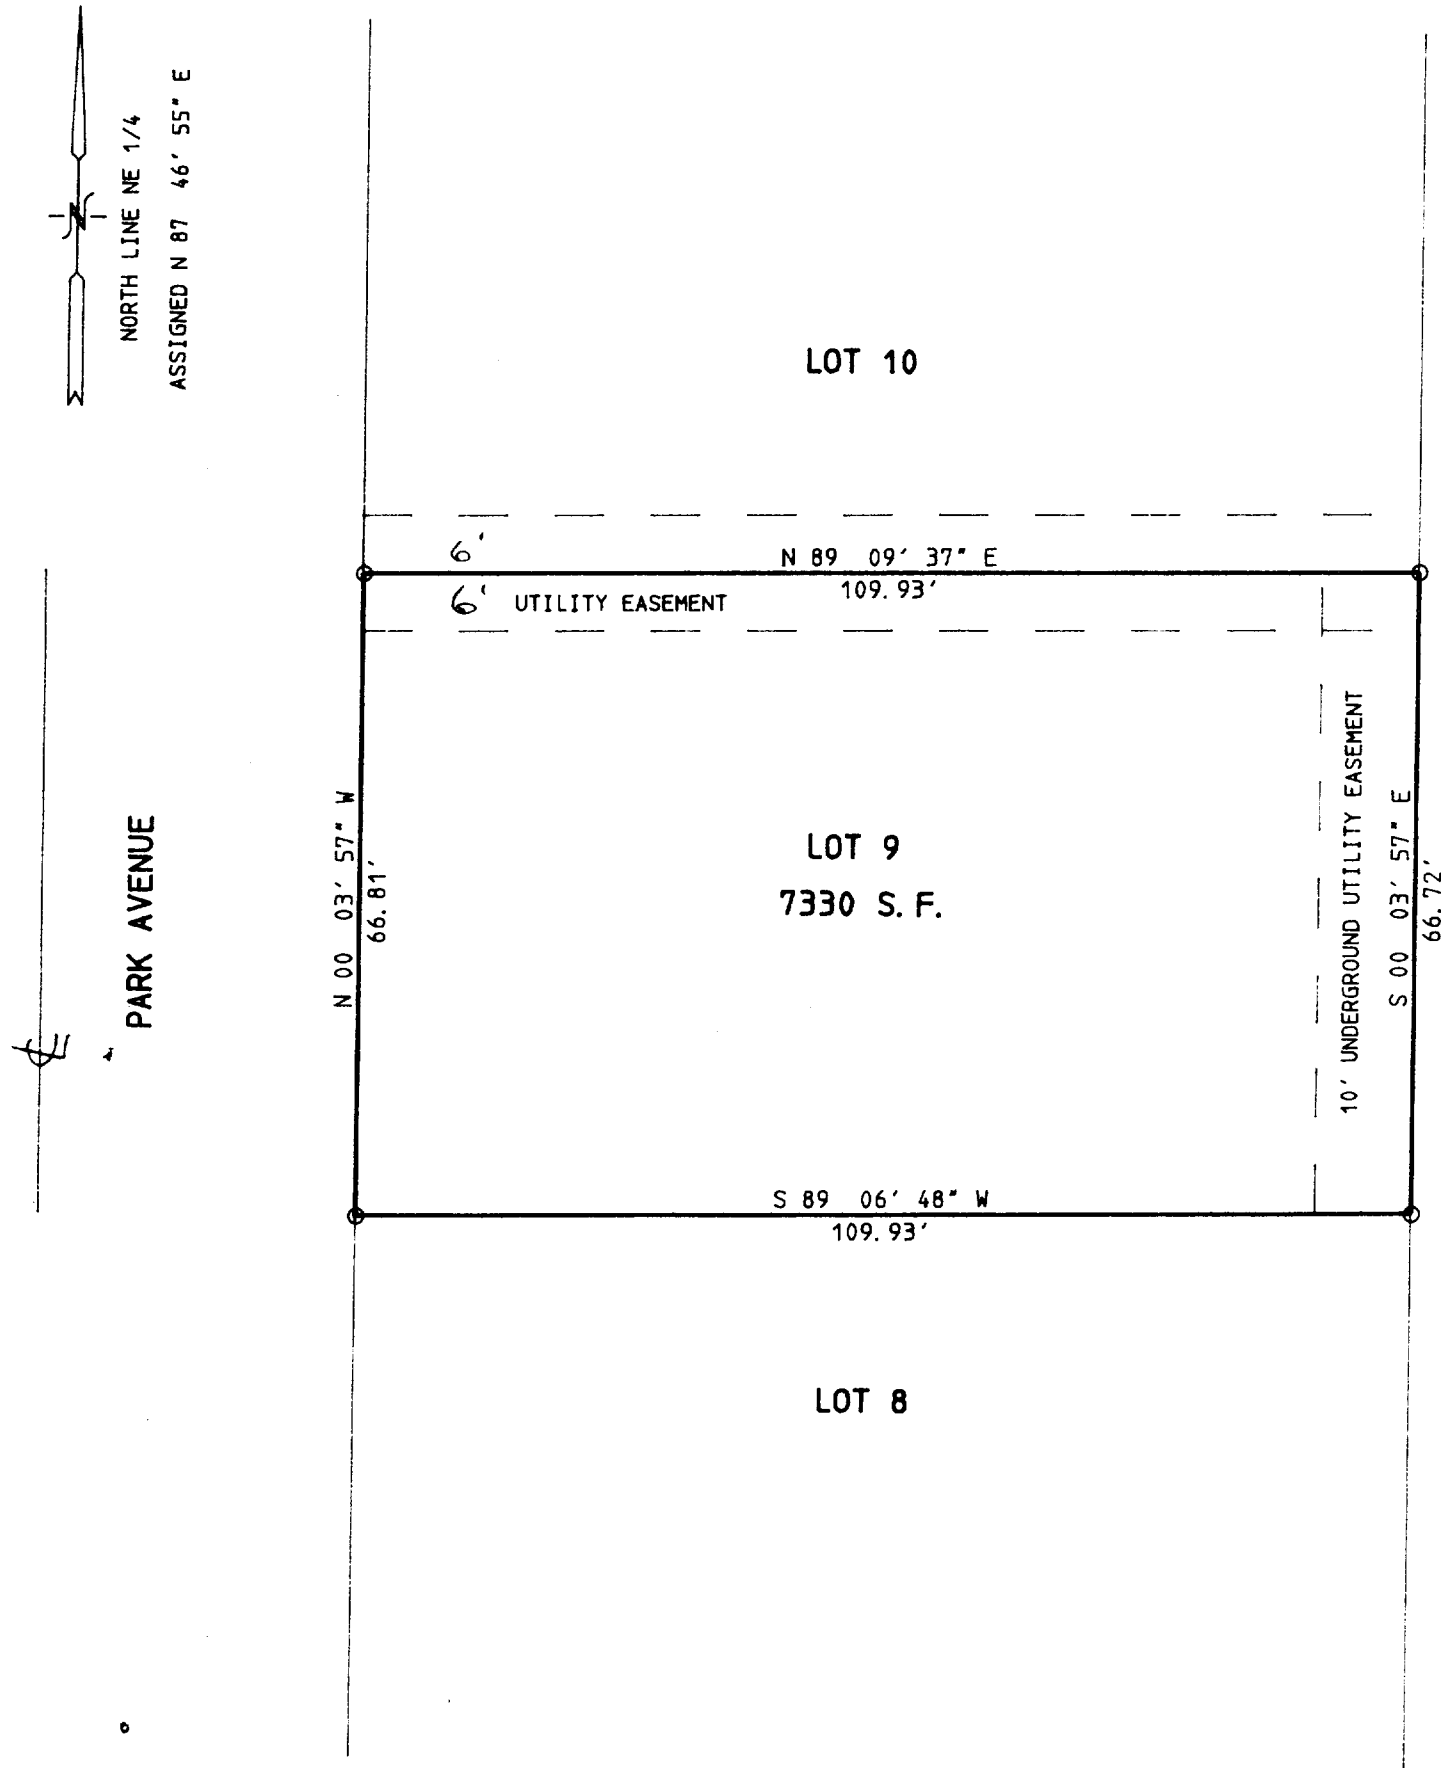 N
NORTH LINE NE 1/4
ASSIGNED N 87 46' 55" E
LOT 10
6'
N 89 09' 37" E
109.93'
6' UTILITY EASEMENT
PARK AVENUE
N 00 03' 57" W
66.81'
LOT 9
7330 S.F.
10' UNDERGROUND UTILITY EASEMENT
S 00 03' 57" E
66.72'
S 89 06' 48" W
109.93'
LOT 8